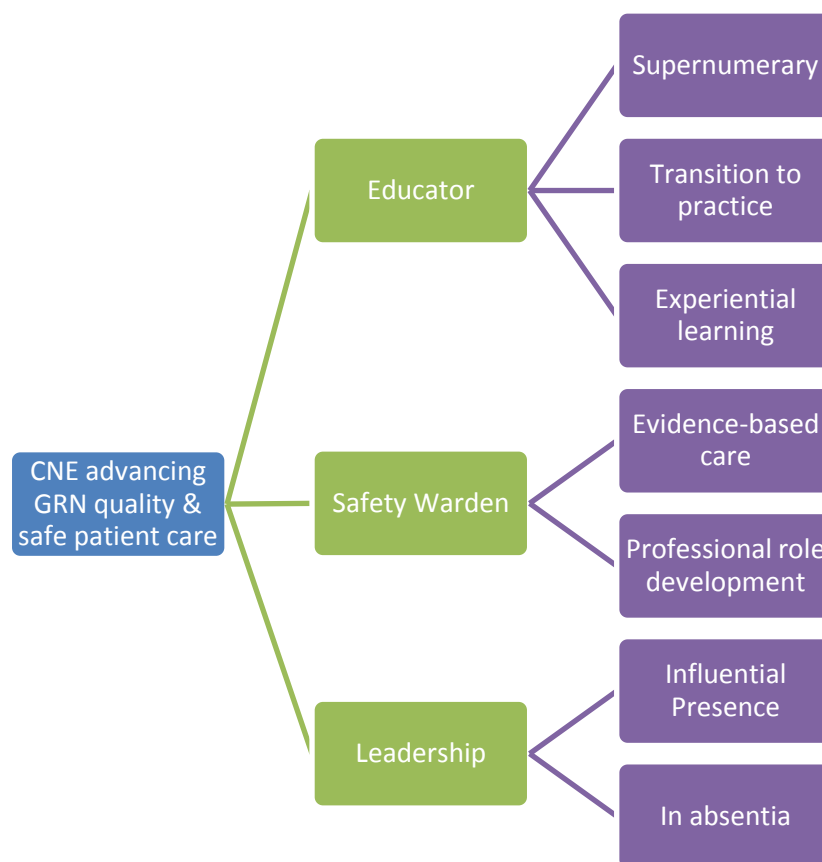 Supernumerary
Transition to
practice
Educator
Experiential
learning
Evidence-based
care
CNE advancing
GRN quality &
safe patient care
Safety Warden
Professional role
development
Influential
Presence
Leadership
In absentia